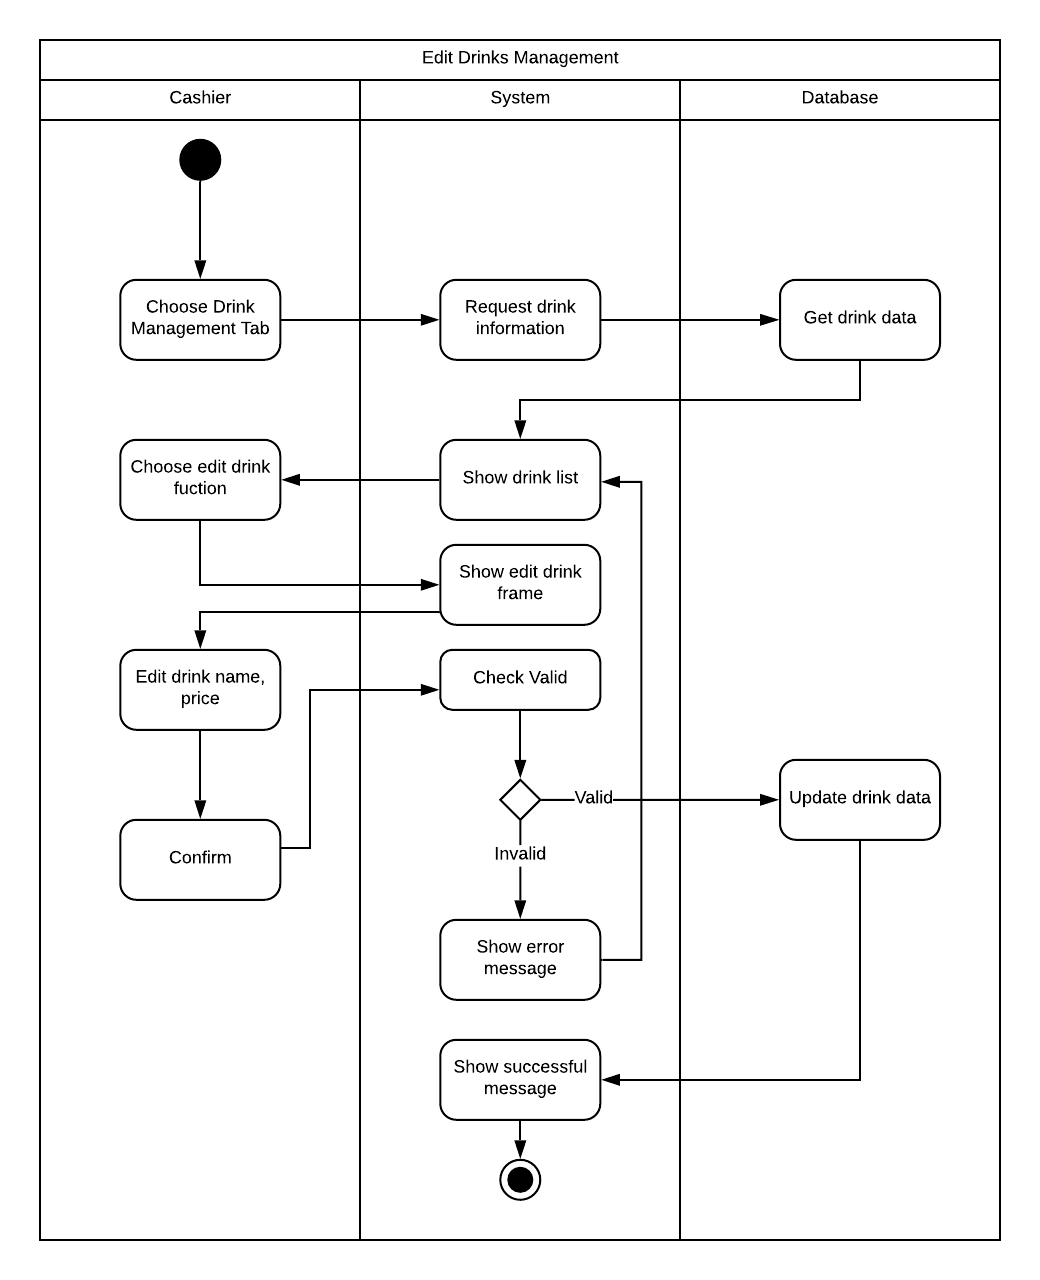 Edit Drinks Management
Cashier
System
Database
Choose Drink
Management Tab
Request drink
information
Get drink data
Choose edit drink
fuction
Show drink list
Show edit drink
frame
Edit drink name,
price
Check Valid
Valid
Update drink data
Confirm
Invalid
Show error
message
Show successful
message